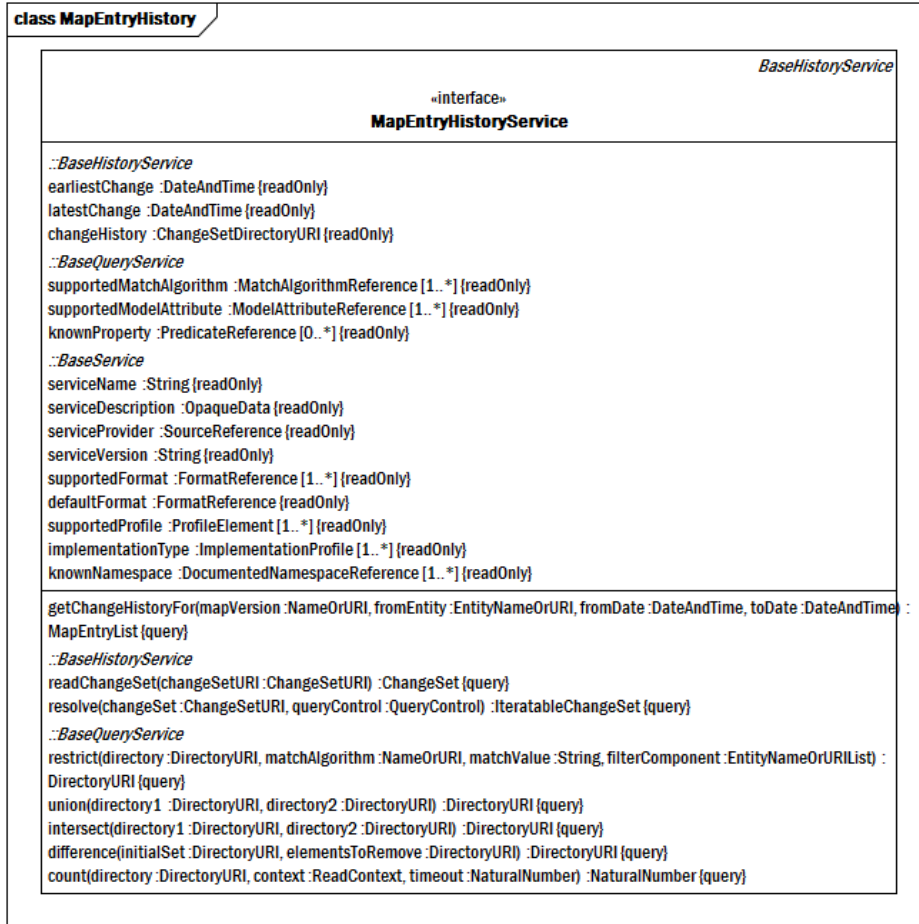 class MapEntryHistory
BaseHistoryService
«interface»
MapEntryHistoryService
::BaseHistoryService
earliestChange :DateAndTime {readOnly}
latestChange :DateAndTime {readOnly}
changeHistory :ChangeSetDirectoryURI {readOnly}
::BaseQueryService
supportedMatchAlgorithm :MatchAlgorithmReference [1..*] {readOnly}
supportedModelAttribute :ModelAttributeReference [1..*] {readOnly}
knownProperty :PredicateReference [0..*] {readOnly}
::BaseService
serviceName :String {readOnly}
serviceDescription :OpaqueData {readOnly}
serviceProvider :SourceReference {readOnly}
serviceVersion :String {readOnly}
supportedFormat :FormatReference [1..*] {readOnly}
defaultFormat :FormatReference {readOnly}
supportedProfile :ProfileElement [1..*] {readOnly}
implementationType :ImplementationProfile [1..*] {readOnly}
knownNamespace :DocumentedNamespaceReference [1..*] {readOnly}
getChangeHistoryFor(mapVersion :NameOrURI, fromEntity :EntityNameOrURI, fromDate :DateAndTime, toDate :DateAndTime) :
MapEntryList {query}
::BaseHistoryService
readChangeSet(changeSetURI :ChangeSetURI) :ChangeSet {query}
resolve(changeSet :ChangeSetURI, queryControl :QueryControl) :IteratableChangeSet {query}
::BaseQueryService
restrict(directory :DirectoryURI, matchAlgorithm :NameOrURI, matchValue :String, filterComponent :EntityNameOrURIList) :
DirectoryURI {query}
union(directory1 :DirectoryURI, directory2 :DirectoryURI) :DirectoryURI {query}
intersect(directory1 :DirectoryURI, directory2 :DirectoryURI) :DirectoryURI {query}
difference(initialSet :DirectoryURI, elementsToRemove :DirectoryURI) :DirectoryURI {query}
count(directory :DirectoryURI, context :ReadContext, timeout :NaturalNumber) :NaturalNumber {query}